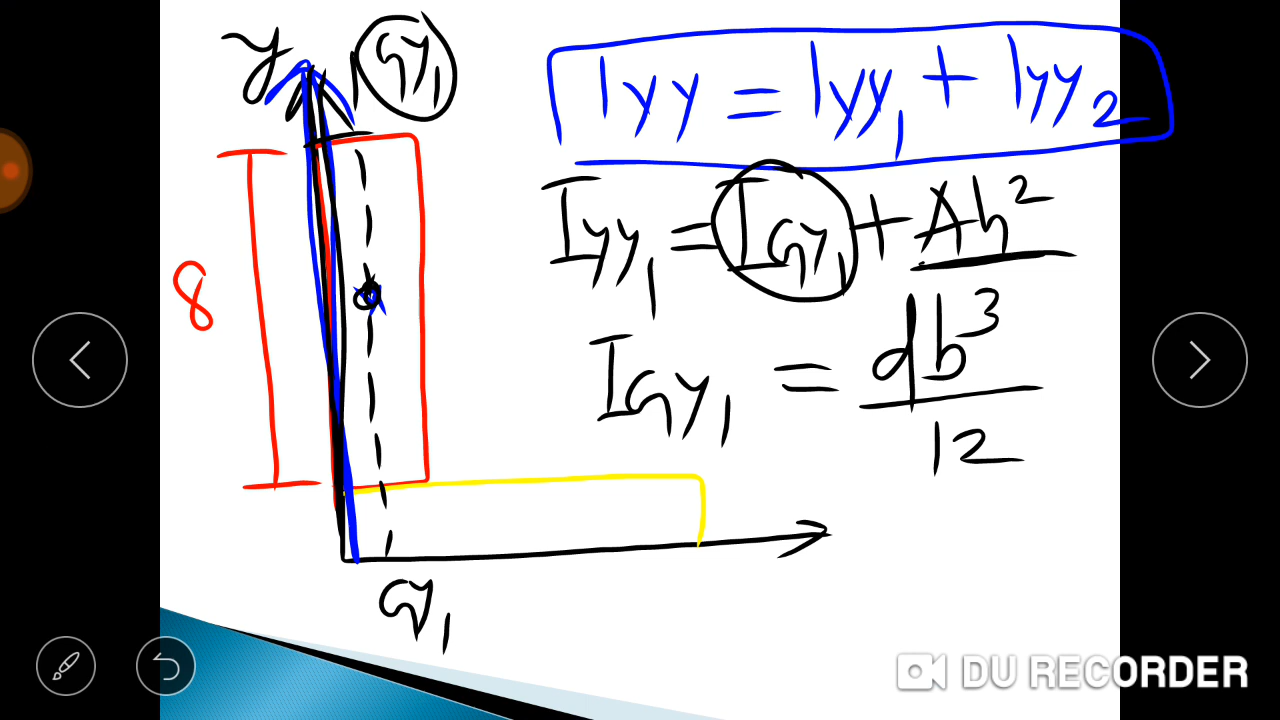 y Gy₁
Iyy = Iyy₁ + Iyy₂
Iyy₁ = IGy₁ + Ah²
8
IGy₁ = db³/12
G₁
DU RECORDER